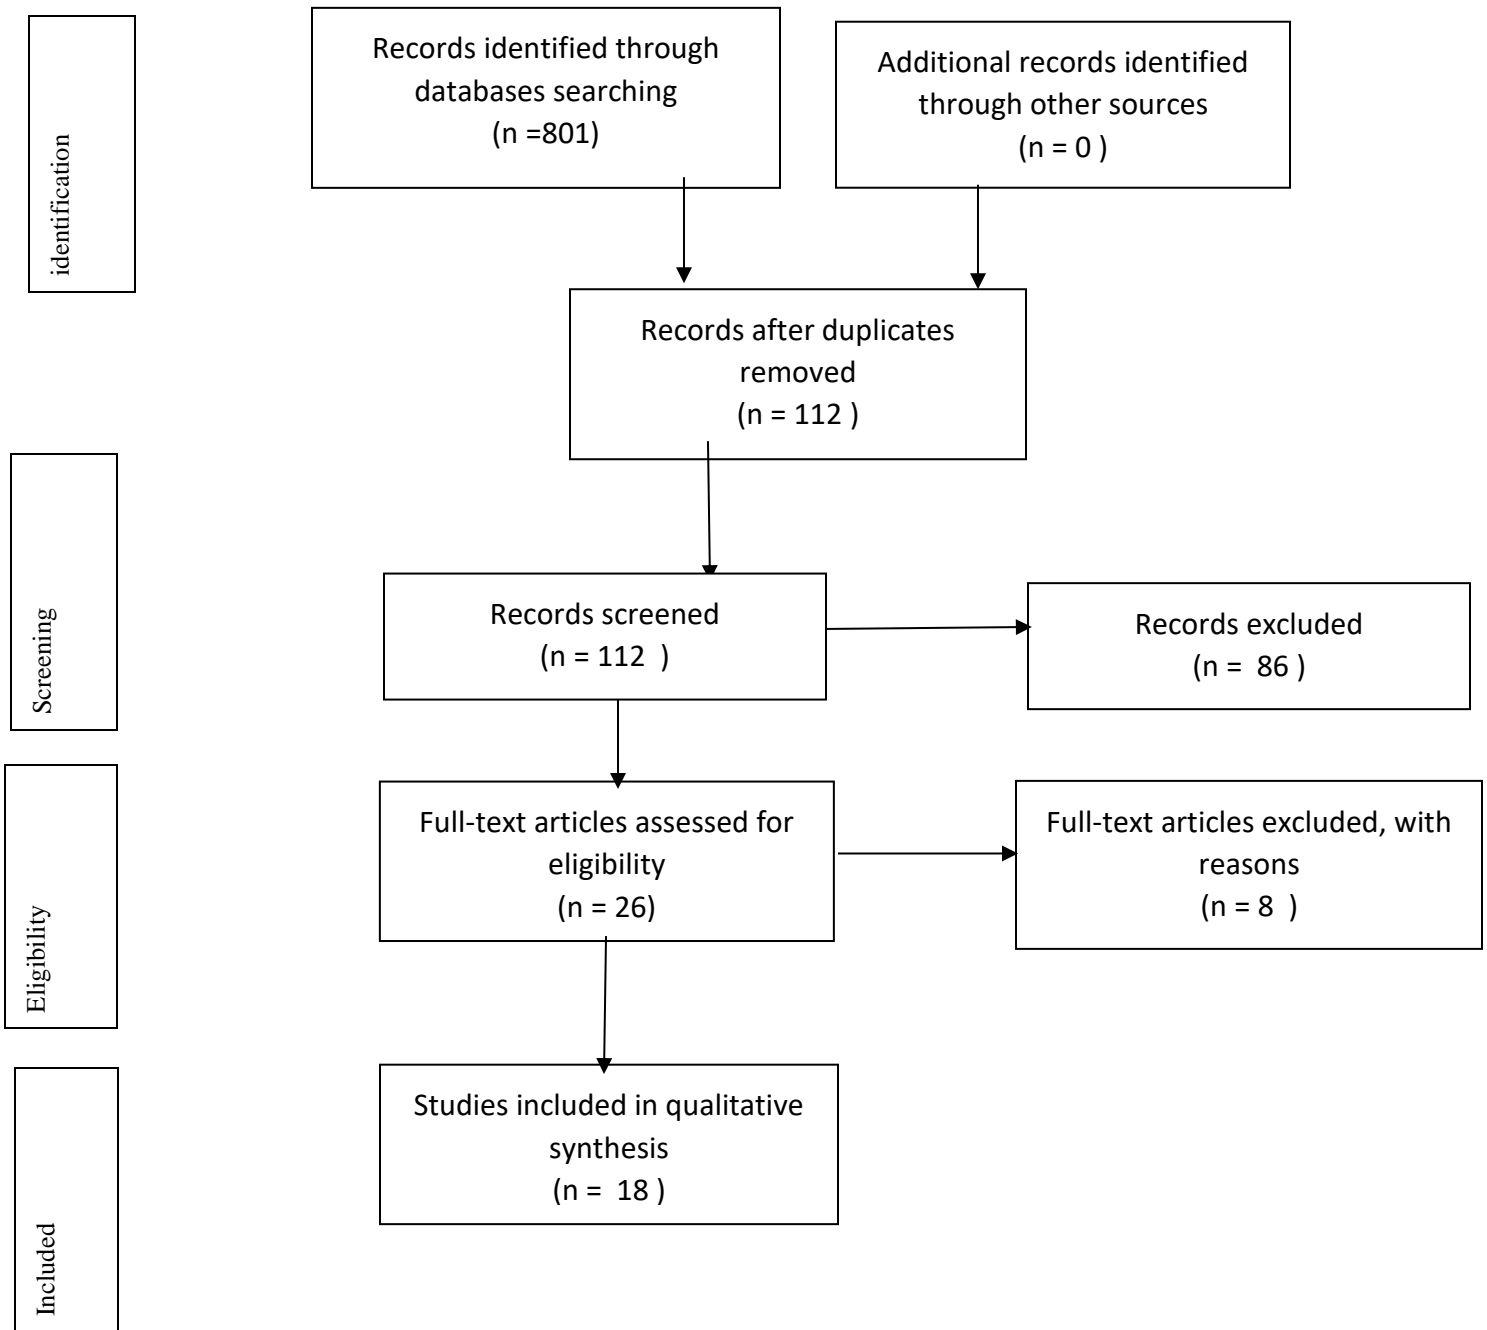 identification
Records identified through
databases searching
(n =801)
Additional records identified
through other sources
(n = 0 )
Records after duplicates
removed
(n = 112 )
Screening
Records screened
(n = 112  )
Records excluded
(n =  86 )
Eligibility
Full-text articles assessed for
eligibility
(n = 26)
Full-text articles excluded, with
reasons
(n = 8  )
Included
Studies included in qualitative
synthesis
(n =  18 )